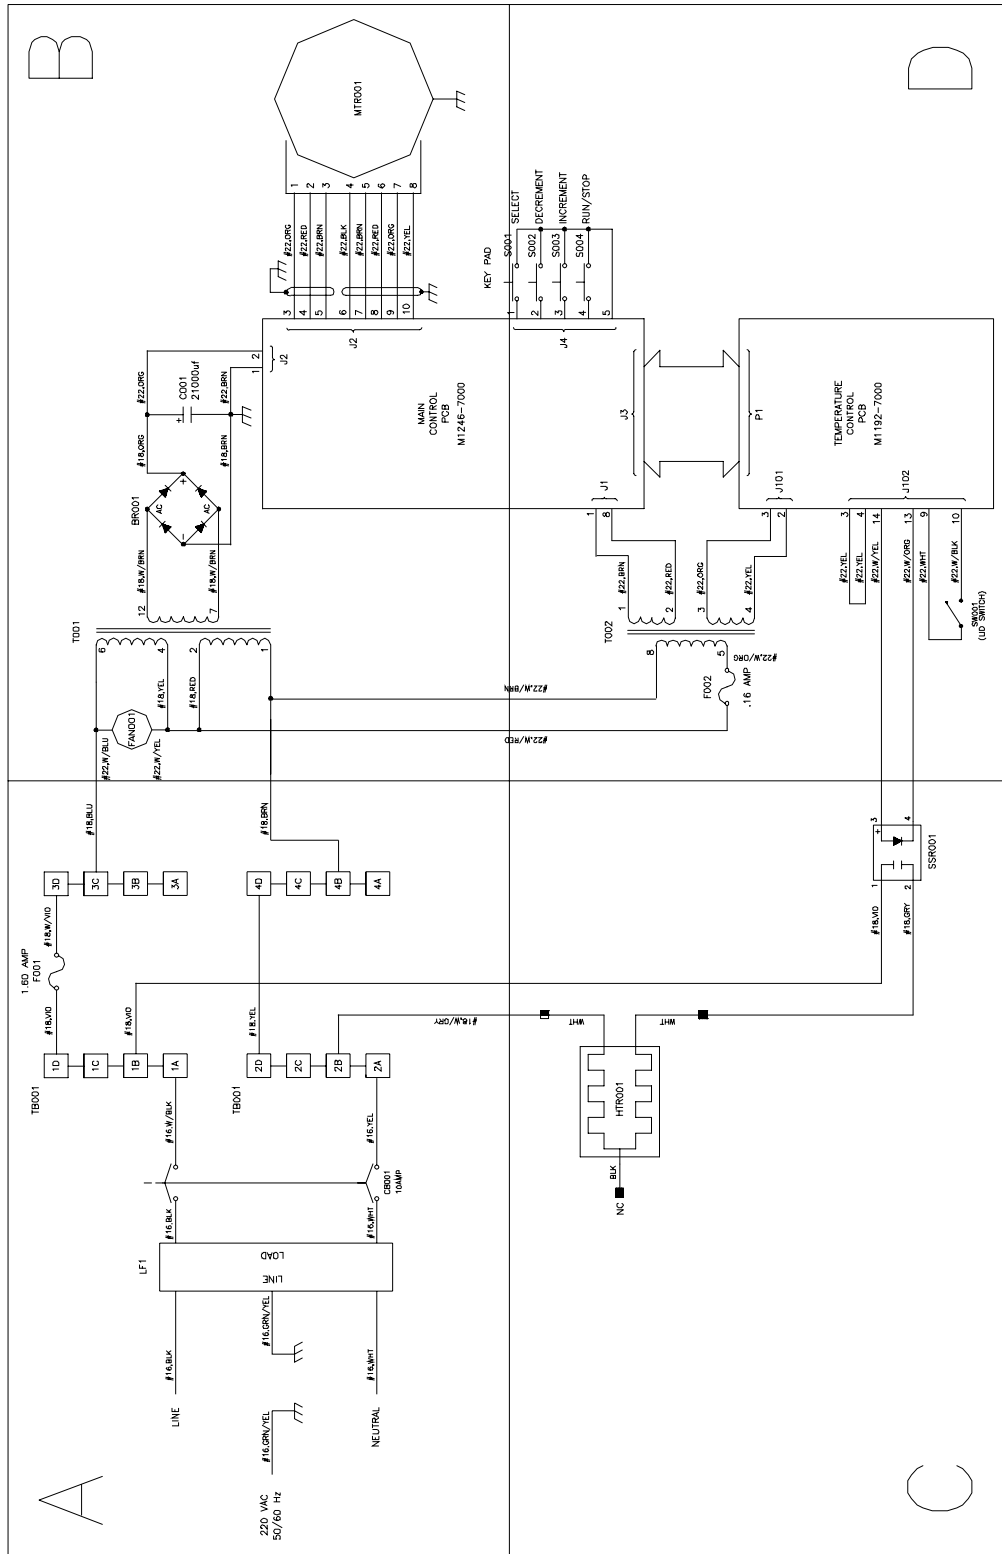 A
220 VAC
50/60 Hz
LINE
NEUTRAL
#16,BLK
#16,GRN/YEL
#16,GRN/YEL
#16,WHT
LF1
LINE
LOAD
#16,BLK
#16,WHT
CB001
10AMP
#16,W/BLK
#16,YEL
TB001
1D
1C
1B
1A
TB001
2D
2C
2B
2A
#18,VIO
1.60 AMP
F001
#18,W/VIO
#18,VIO
#18,YEL
#18,W/GRY
3D
3C
3B
3A
4D
4C
4B
4A
#18,BLU
#18,BRN
B
#22,W/BLU
FAN001
#22,W/YEL
#18,YEL
#18,RED
T001
6
4
2
1
12
7
#18,W/BRN
#18,W/BRN
BR001
AC
AC
+
-
#18,ORG
#18,BRN
+
C001
21000uf
#22,ORG
#22,BRN
1
2
J2
MAIN
CONTROL
PCB
M1246-7000
J2
3
4
5
6
7
8
9
10
#22,ORG
#22,RED
#22,BRN
#22,BLK
#22,BRN
#22,RED
#22,ORG
#22,YEL
1
2
3
4
5
6
7
8
MTR001
C
NC
BLK
HTR001
WHT
WHT
#18,VIO
#18,GRY
1
2
3
4
+
SSR001
D
#22,W/BRN
#22,W/RED
F002
.16 AMP
#22,W/ORG
T002
8
5
1
2
3
4
#22,BRN
#22,RED
#22,ORG
#22,YEL
1
8
J1
3
2
J101
#22,YEL
#22,YEL
#22,W/YEL
#22,W/ORG
#22,WHT
#22,W/BLK
3
4
14
13
9
10
J102
SW001
(LID SWITCH)
J3
P1
TEMPERATURE
CONTROL
PCB
M1192-7000
J4
1
2
3
4
5
KEY PAD
S001
S002
S003
S004
SELECT
DECREMENT
INCREMENT
RUN/STOP